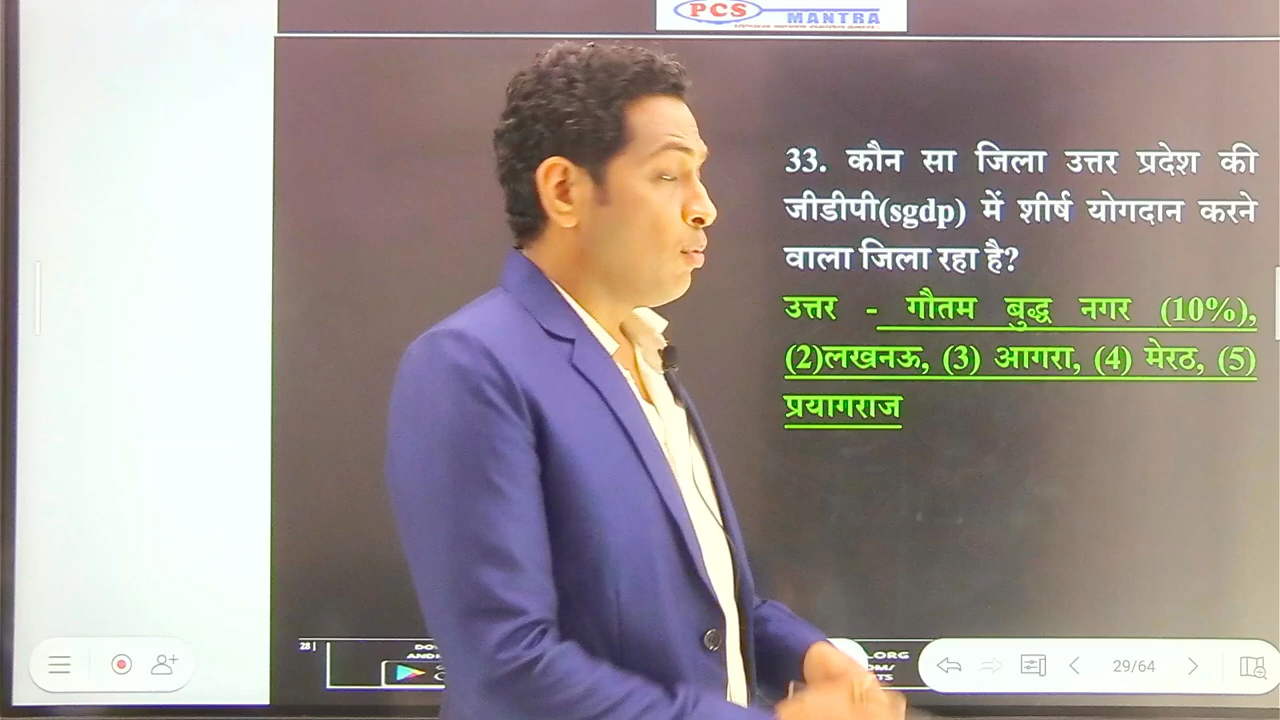 PCS
MANTRA
33. कौन सा जिला उत्तर प्रदेश की
जीडीपी(sgdp) में शीर्ष योगदान करने
वाला जिला रहा है?
उत्तर - गौतम बुद्ध नगर (10%),
(2)लखनऊ, (3) आगरा, (4) मेरठ, (5)
प्रयागराज
28|
29/64